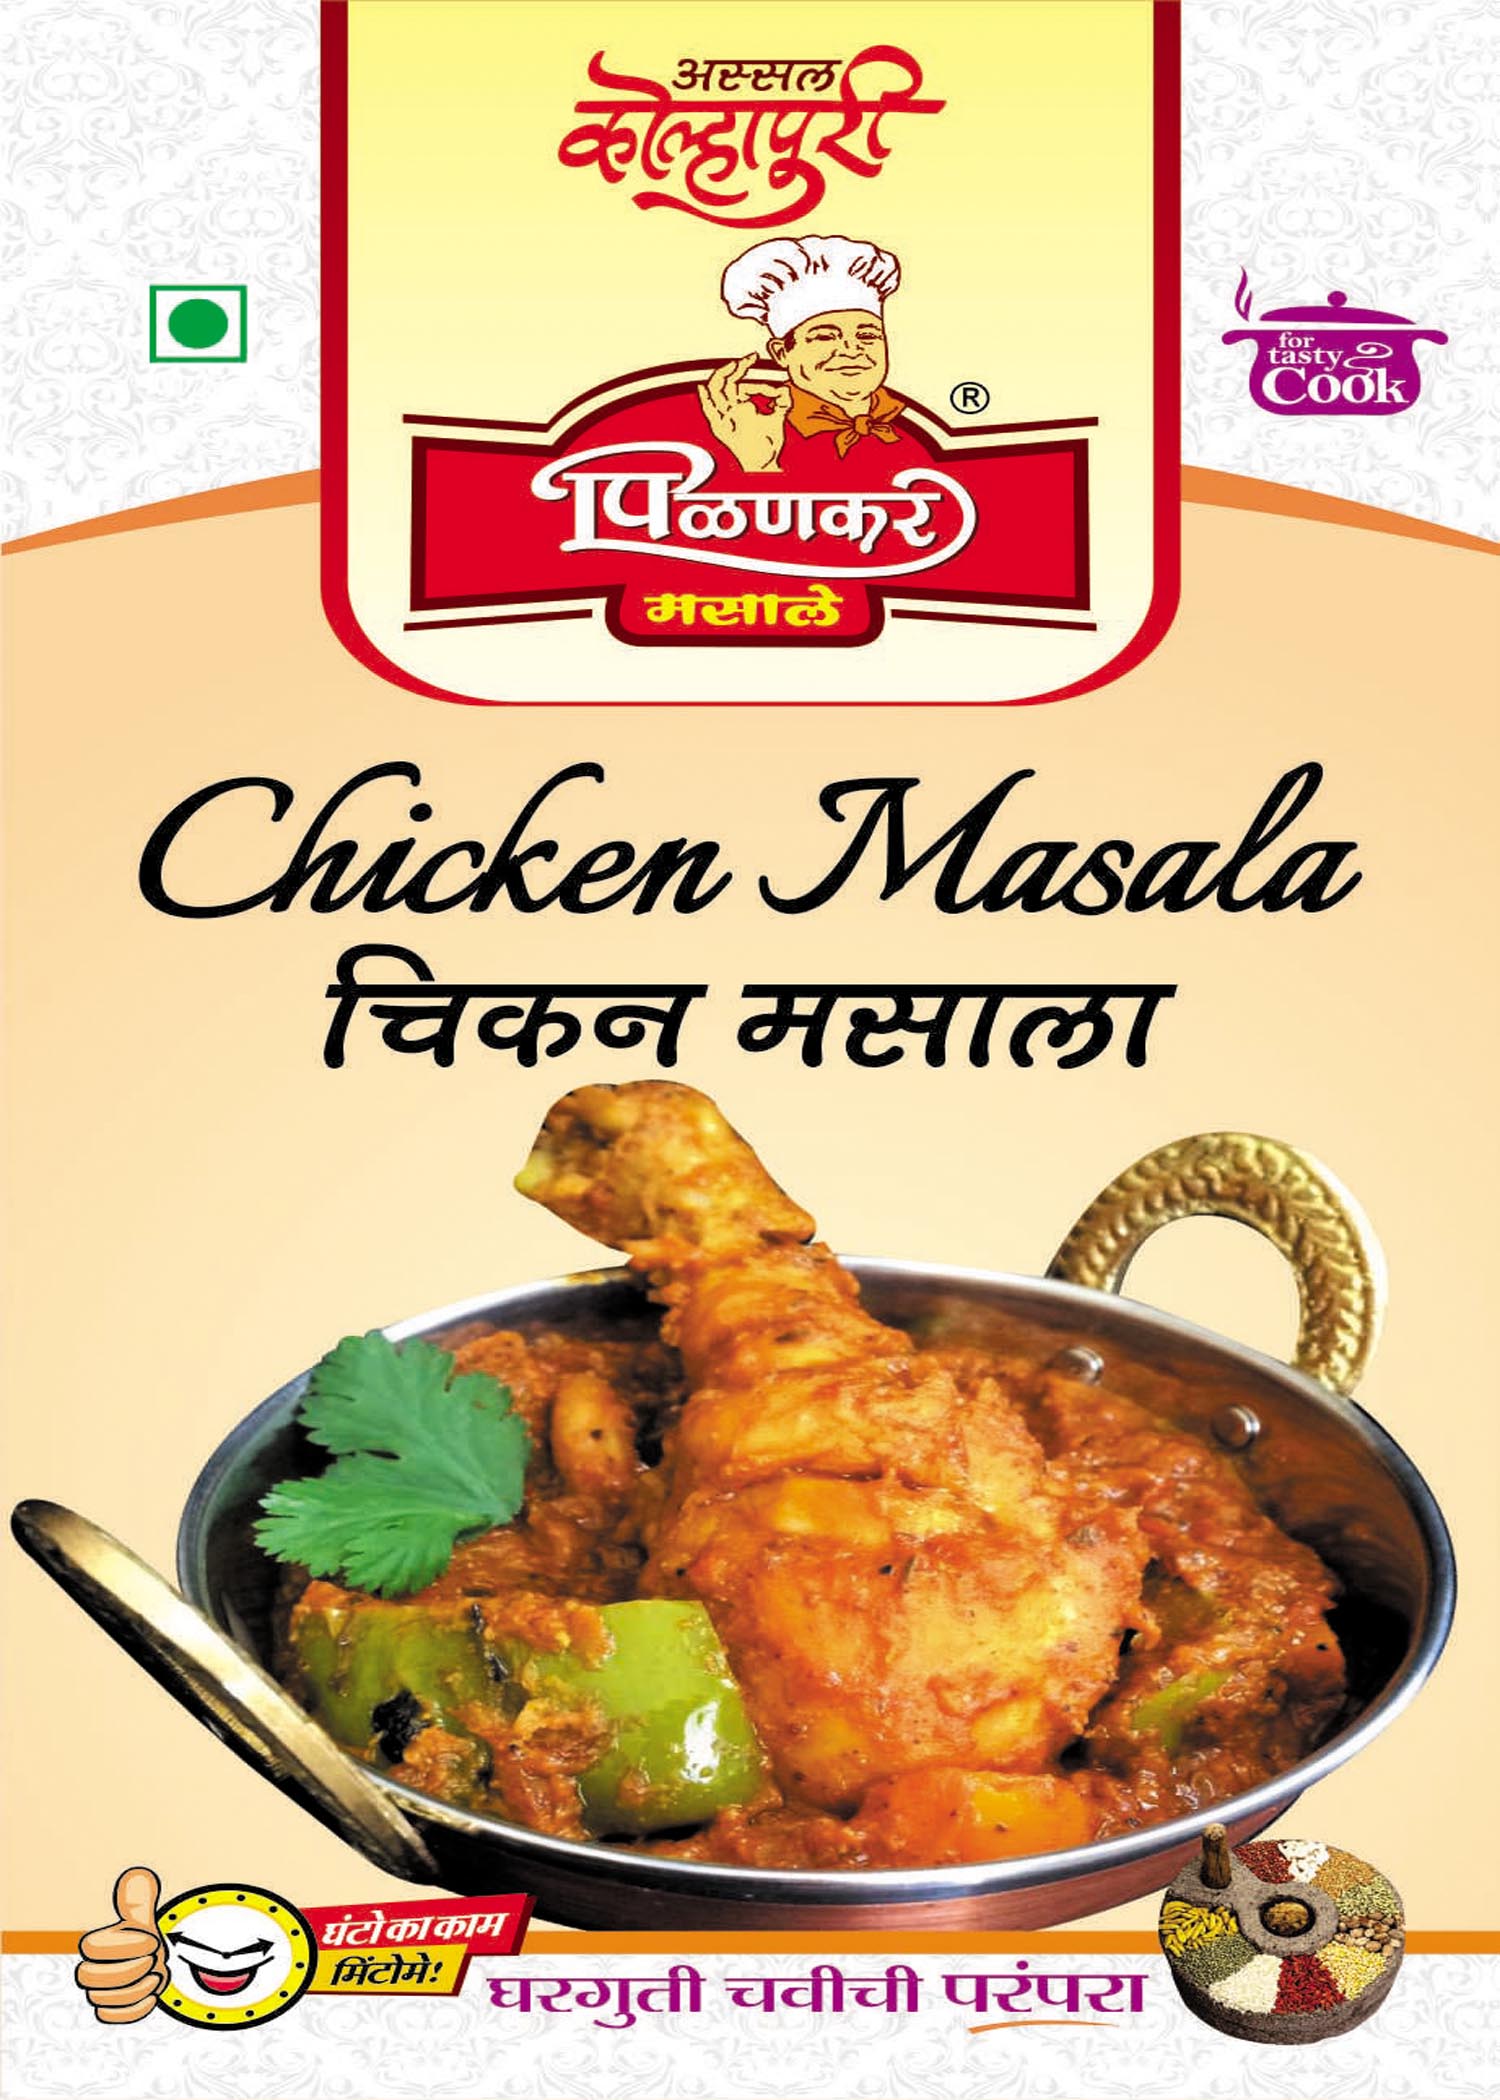 अस्सल
कोल्हापुरी
®
पिळणकर
मसाले
for
tasty
Cook
Chicken Masala
चिकन मसाला
घंटो का काम
मिंटोमे!
घरगुती चवीची परंपरा